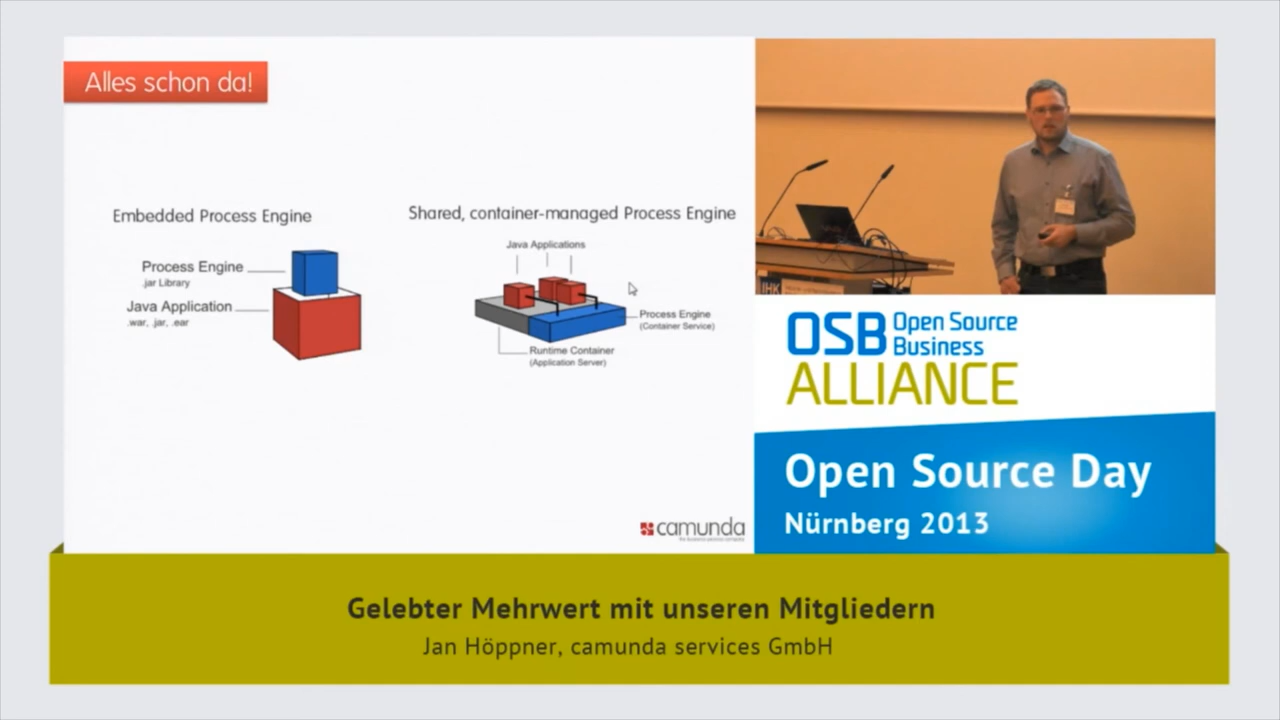 Alles schon da!
Embedded Process Engine
Process Engine
.jar Library
Java Application
.war, .jar, .ear
Shared, container-managed Process Engine
Java Applications
Process Engine
(Container Service)
Runtime Container
(Application Server)
camunda
IHK
OSB Open Source
Business
ALLIANCE
Open Source Day
Nürnberg 2013
Gelebter Mehrwert mit unseren Mitgliedern
Jan Höppner, camunda services GmbH